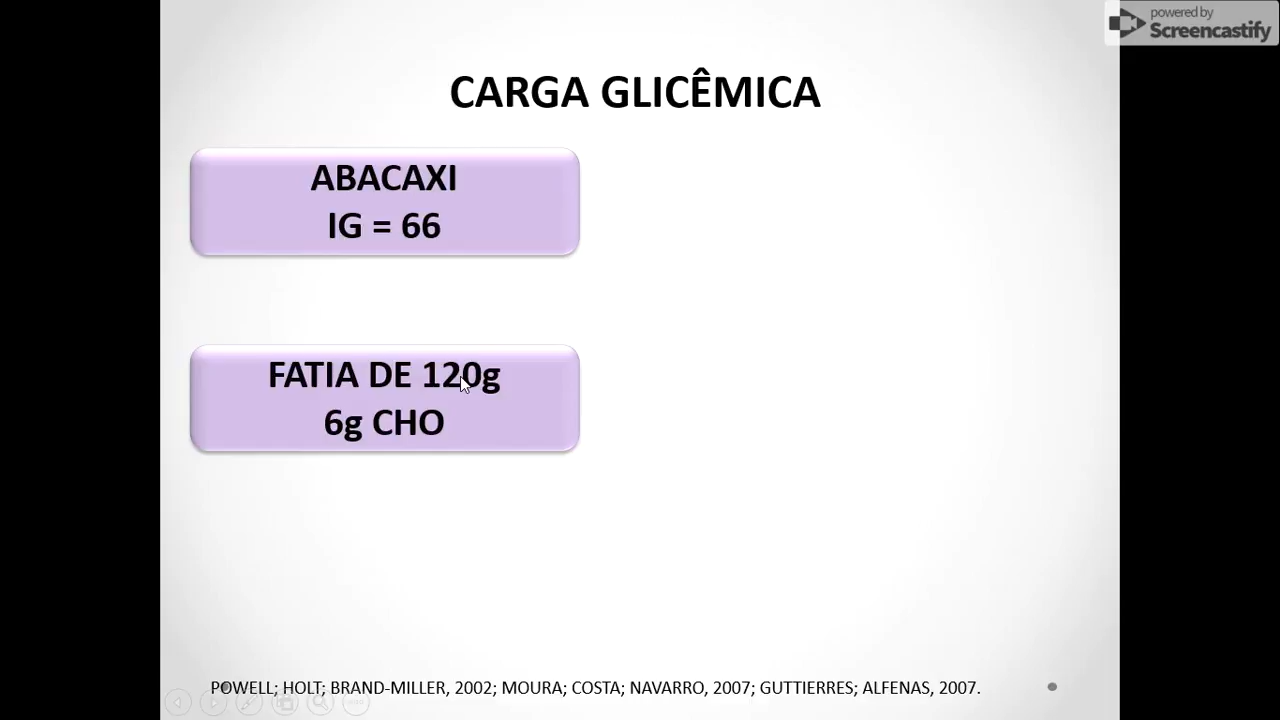 powered by
Screencastify
CARGA GLICÊMICA
ABACAXI
IG = 66
FATIA DE 120g
6g CHO
POWELL; HOLT; BRAND-MILLER, 2002; MOURA; COSTA; NAVARRO, 2007; GUTTIERRES; ALFENAS, 2007.